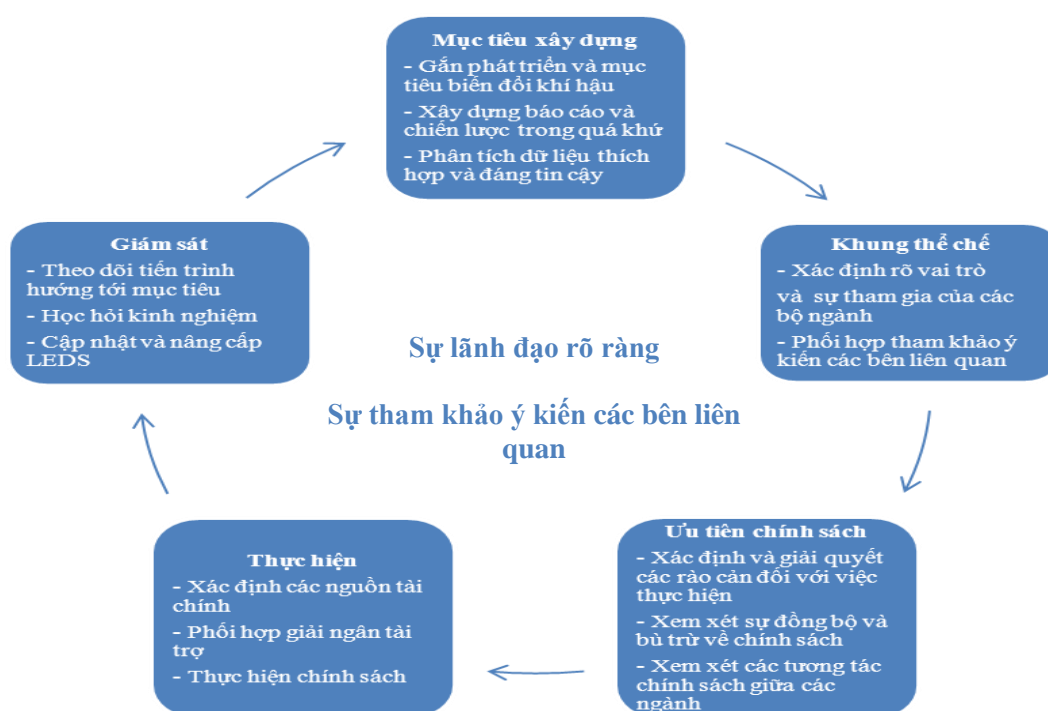 Mục tiêu xây dựng
- Gắn phát triển và mục
tiêu biến đổi khí hậu
- Xây dựng báo cáo và
chiến lược trong quá khứ
- Phân tích dữ liệu thích
hợp và đáng tin cậy
Khung thể chế
- Xác định rõ vai trò
và sự tham gia của các
bộ ngành
- Phối hợp tham khảo ý
kiến các bên liên quan
Ưu tiên chính sách
- Xác định và giải quyết
các rào cản đối với việc
thực hiện
- Xem xét sự đồng bộ và
bù trừ về chính sách
- Xem xét các tương tác
chính sách giữa các
ngành
Thực hiện
- Xác định các nguồn tài
chính
- Phối hợp giải ngân tài
trợ
- Thực hiện chính sách
Giám sát
- Theo dõi tiến trình
hướng tới mục tiêu
- Học hỏi kinh nghiệm
- Cập nhật và nâng cấp
LEDS
Sự lãnh đạo rõ ràng
Sự tham khảo ý kiến các bên liên
quan